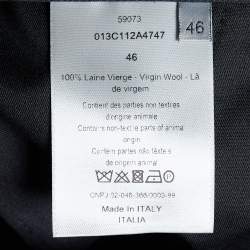 59073
013C112A4747
46
46
100% Laine Vierge - Virgin Wool - Lã
de virgem
Contient des parties non textiles
d'origine animale
Contains non-textile parts of animal
origin
Contem partes não têxteis
de origem animal
Made in ITALY
ITALIA